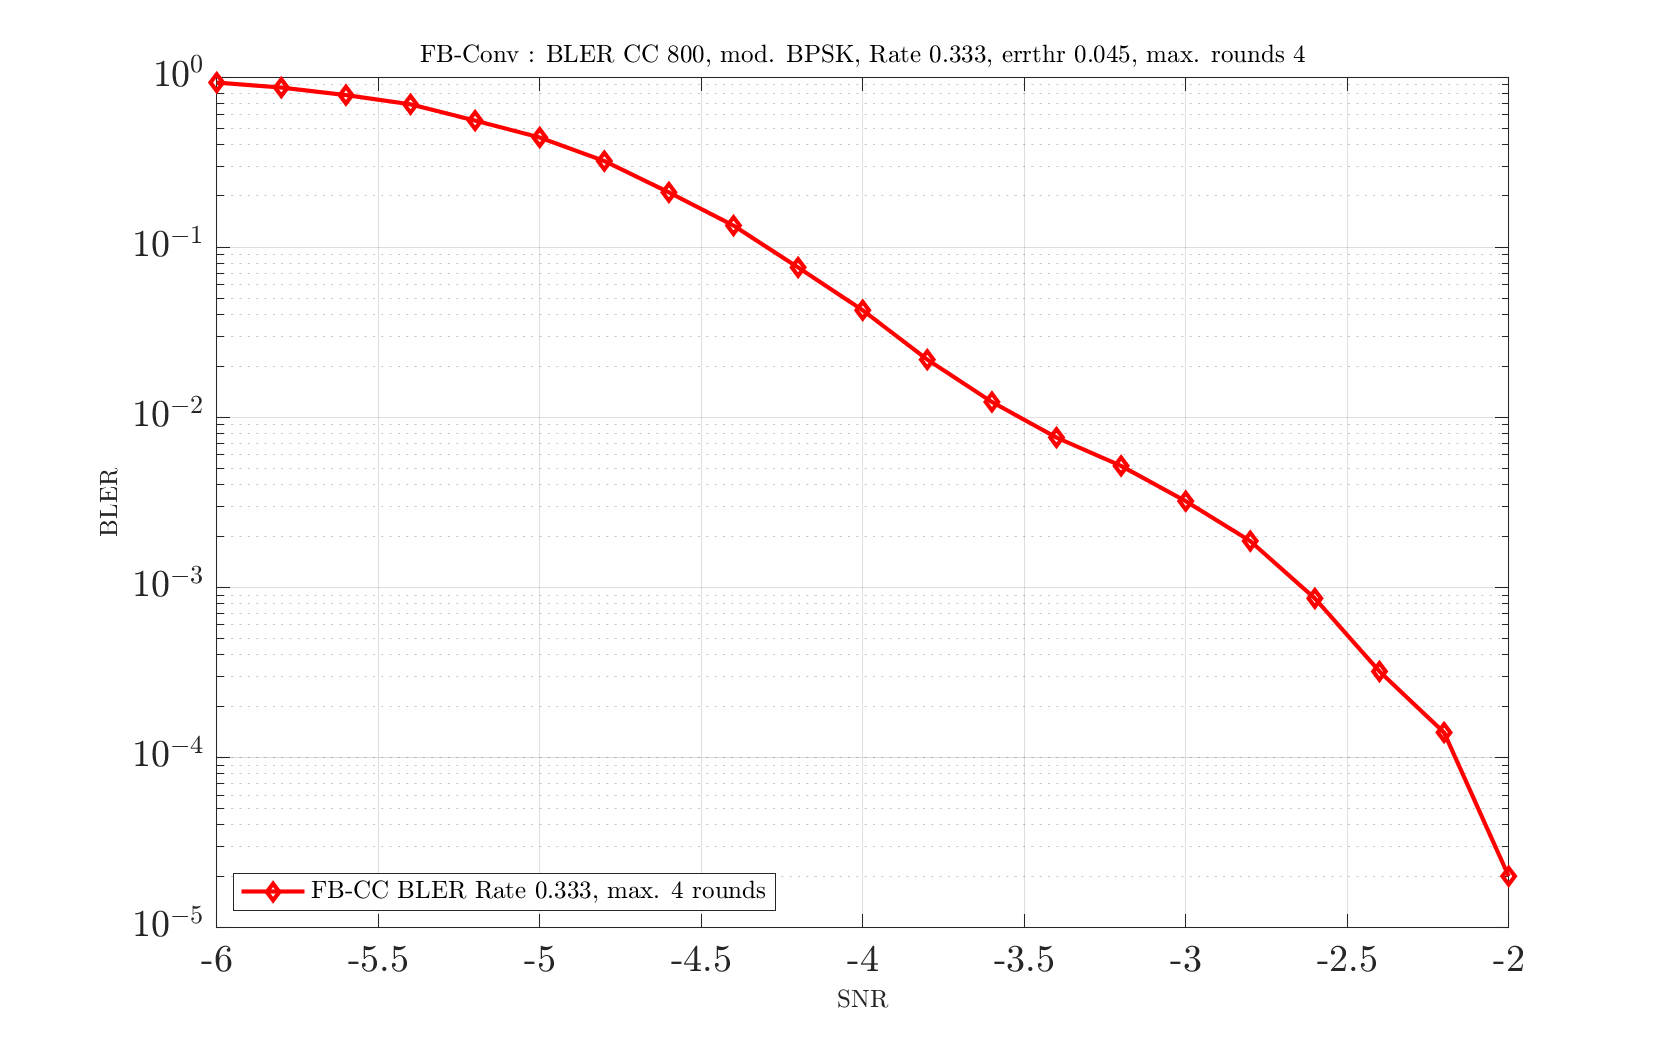 FB-Conv : BLER CC 800, mod. BPSK, Rate 0.333, errthr 0.045, max. rounds 4
10⁰
10⁻¹
10⁻²
10⁻³
10⁻⁴
10⁻⁵
BLER
FB-CC BLER Rate 0.333, max. 4 rounds
-6 -5.5 -5 -4.5 -4 -3.5 -3 -2.5 -2
SNR